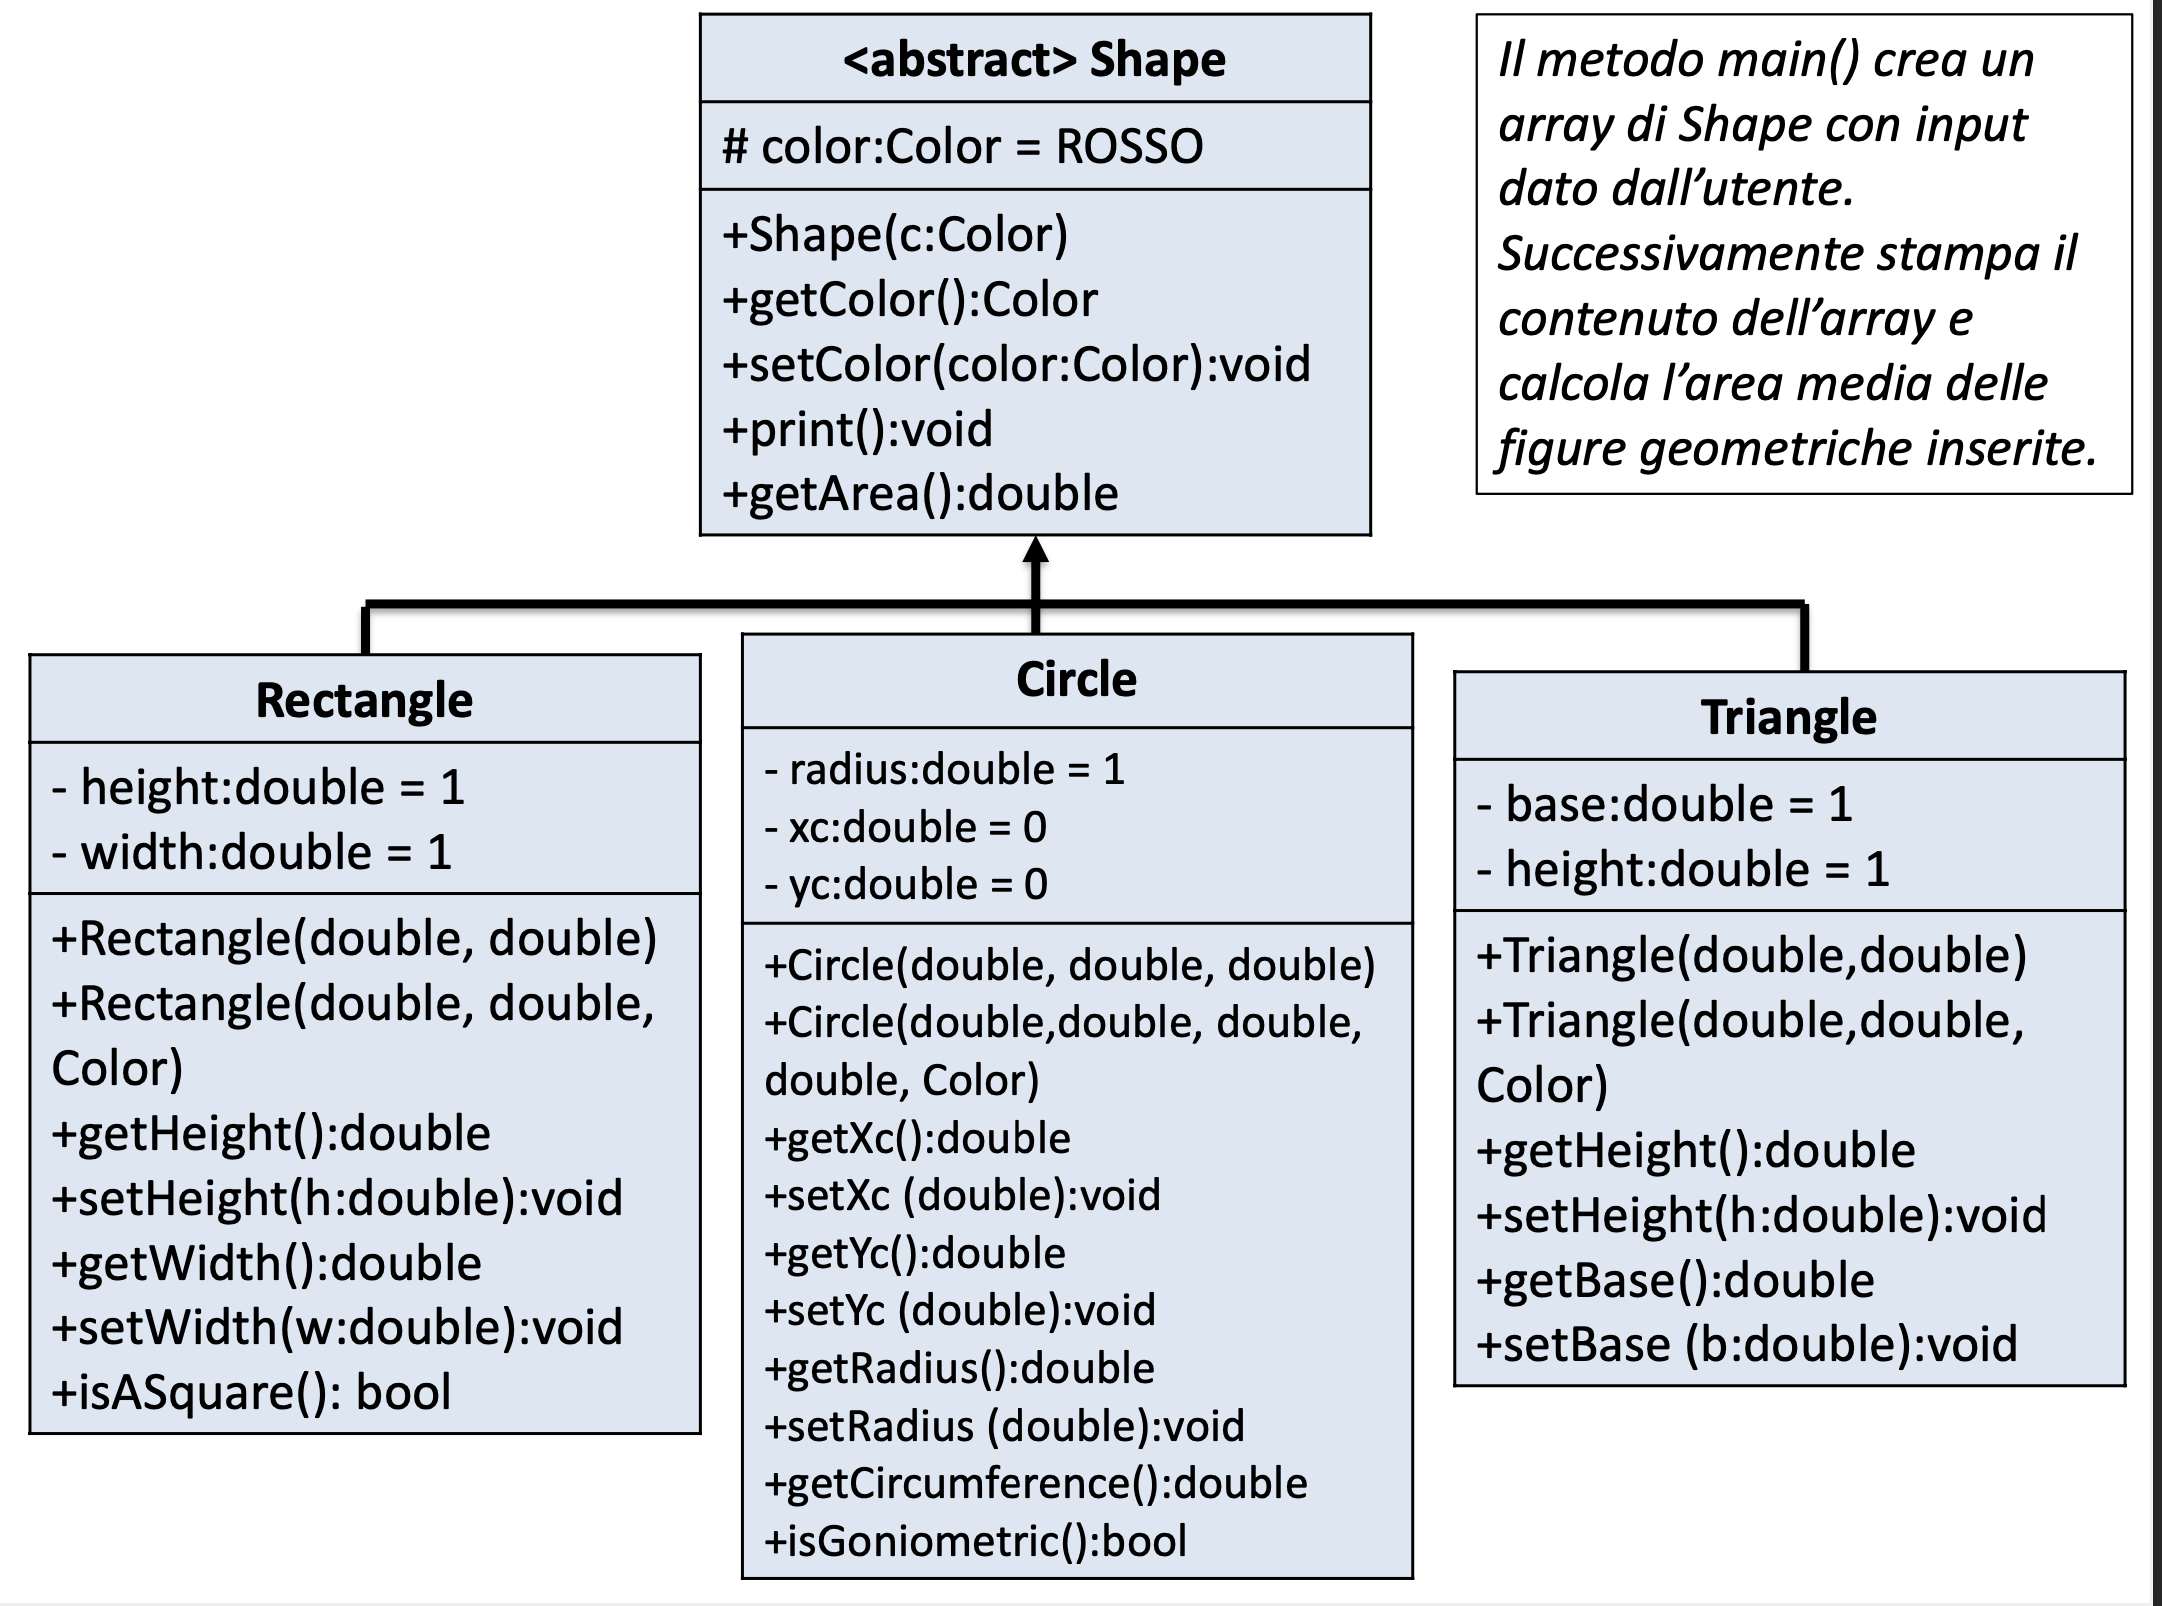 <abstract> Shape
# color:Color = ROSSO
+Shape(c:Color)
+getColor():Color
+setColor(color:Color):void
+print():void
+getArea():double
Il metodo main() crea un
array di Shape con input
dato dall’utente.
Successivamente stampa il
contenuto dell’array e
calcola l’area media delle
figure geometriche inserite.
Rectangle
- height:double = 1
- width:double = 1
+Rectangle(double, double)
+Rectangle(double, double,
Color)
+getHeight():double
+setHeight(h:double):void
+getWidth():double
+setWidth(w:double):void
+isASquare(): bool
Circle
- radius:double = 1
- xc:double = 0
- yc:double = 0
+Circle(double, double, double)
+Circle(double,double, double,
double, Color)
+getXc():double
+setXc (double):void
+getYc():double
+setYc (double):void
+getRadius():double
+setRadius (double):void
+getCircumference():double
+isGoniometric():bool
Triangle
- base:double = 1
- height:double = 1
+Triangle(double,double)
+Triangle(double,double,
Color)
+getHeight():double
+setHeight(h:double):void
+getBase():double
+setBase (b:double):void